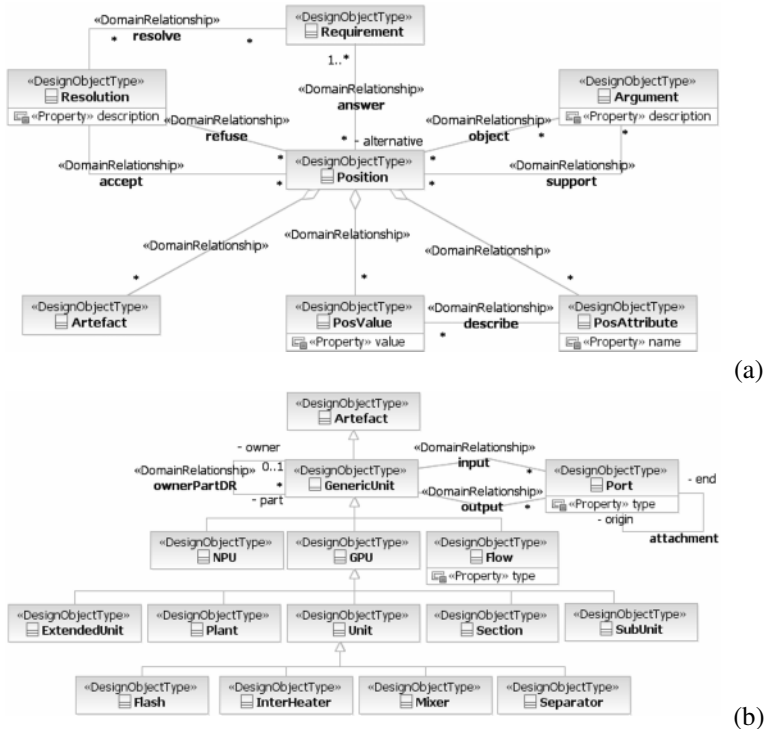 «DomainRelationship»
resolve
*
*
«DesignObjectType»
Requirement
1..*
«DesignObjectType»
Resolution
«Property» description
«DomainRelationship»
answer
«DesignObjectType»
Argument
«Property» description
«DomainRelationship»
refuse
*
*
- alternative
«DomainRelationship»
object
*
*
*
«DomainRelationship»
accept
*
«DesignObjectType»
Position
*
«DomainRelationship»
support
«DomainRelationship»
«DomainRelationship»
«DomainRelationship»
*
*
*
«DesignObjectType»
Artefact
«DesignObjectType»
PosValue
«Property» value
«DomainRelationship»
describe
*
«DesignObjectType»
PosAttribute
«Property» name
(a)
«DesignObjectType»
Artefact
- owner
0..1
«DomainRelationship»
ownerPartDR
*
- part
«DesignObjectType»
GenericUnit
«DomainRelationship»
input
*
«DomainRelationship»
output
*
«DesignObjectType»
Port
«Property» type
- end
- origin
attachment
«DesignObjectType»
NPU
«DesignObjectType»
GPU
«DesignObjectType»
Flow
«Property» type
«DesignObjectType»
ExtendedUnit
«DesignObjectType»
Plant
«DesignObjectType»
Unit
«DesignObjectType»
Section
«DesignObjectType»
SubUnit
«DesignObjectType»
Flash
«DesignObjectType»
InterHeater
«DesignObjectType»
Mixer
«DesignObjectType»
Separator
(b)